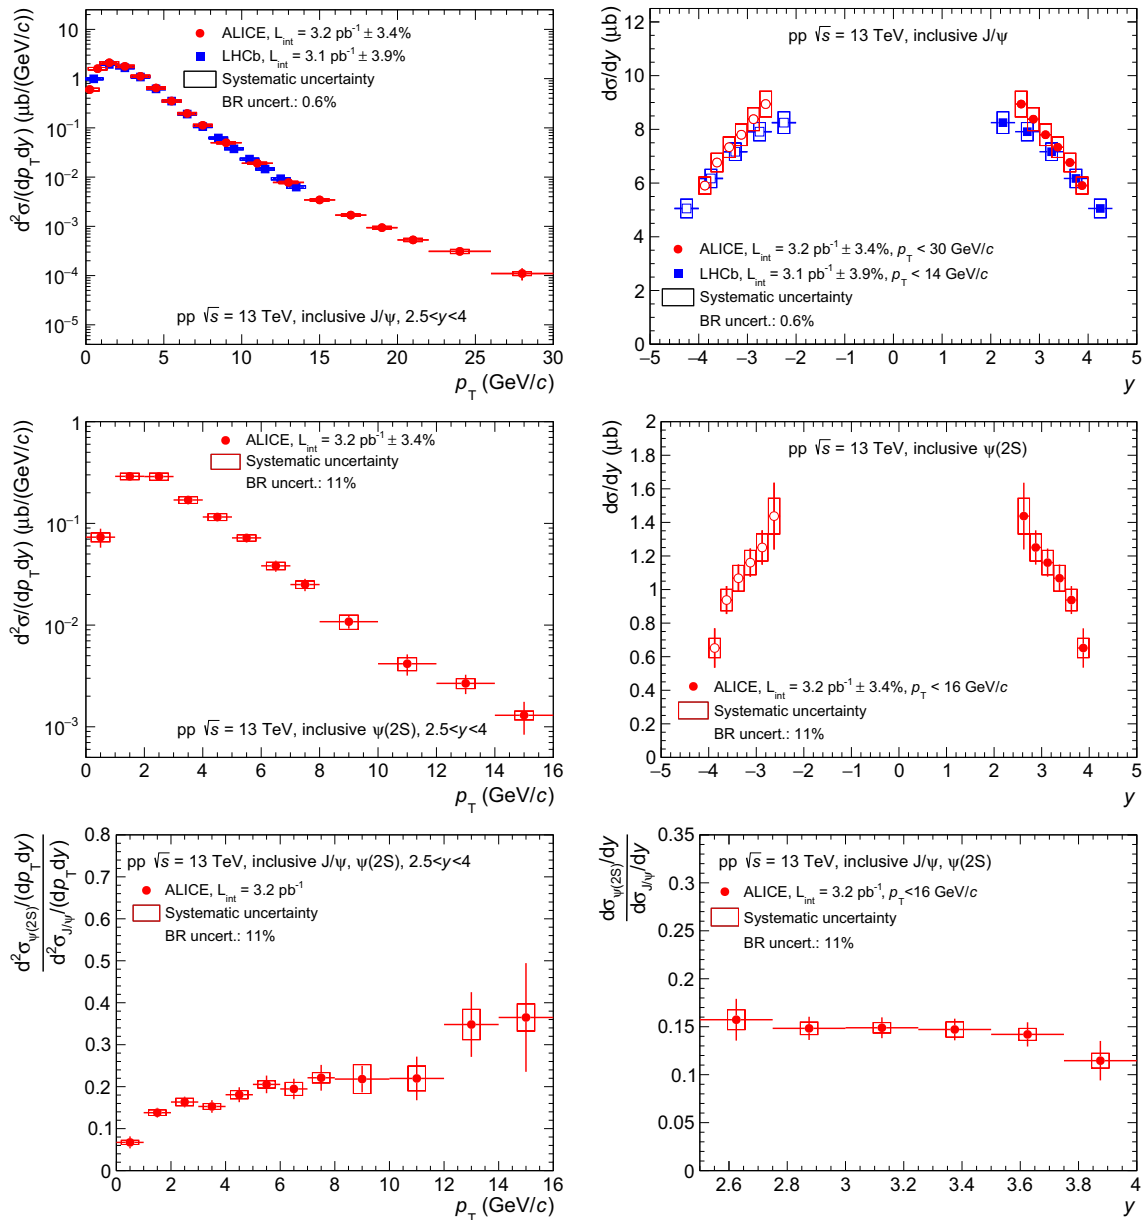 d²σ/(dp_T dy) (μb/(GeV/c))
10
1
10⁻¹
10⁻²
10⁻³
10⁻⁴
10⁻⁵
ALICE, L_int = 3.2 pb⁻¹ ± 3.4%
LHCb, L_int = 3.1 pb⁻¹ ± 3.9%
Systematic uncertainty
BR uncert.: 0.6%
pp √s = 13 TeV, inclusive J/ψ, 2.5<y<4
0 5 10 15 20 25 30
p_T (GeV/c)
dσ/dy (μb)
12
10
8
6
4
2
0
pp √s = 13 TeV, inclusive J/ψ
ALICE, L_int = 3.2 pb⁻¹ ± 3.4%, p_T < 30 GeV/c
LHCb, L_int = 3.1 pb⁻¹ ± 3.9%, p_T < 14 GeV/c
Systematic uncertainty
BR uncert.: 0.6%
−5 −4 −3 −2 −1 0 1 2 3 4 5
y
d²σ/(dp_T dy) (μb/(GeV/c))
1
10⁻¹
10⁻²
10⁻³
ALICE, L_int = 3.2 pb⁻¹ ± 3.4%
Systematic uncertainty
BR uncert.: 11%
pp √s = 13 TeV, inclusive ψ(2S), 2.5<y<4
0 2 4 6 8 10 12 14 16
p_T (GeV/c)
dσ/dy (μb)
2
1.8
1.6
1.4
1.2
1
0.8
0.6
0.4
0.2
0
pp √s = 13 TeV, inclusive ψ(2S)
ALICE, L_int = 3.2 pb⁻¹ ± 3.4%, p_T < 16 GeV/c
Systematic uncertainty
BR uncert.: 11%
−5 −4 −3 −2 −1 0 1 2 3 4 5
y
d²σ_ψ(2S)/(dp_T dy)
d²σ_J/ψ/(dp_T dy)
0.8
0.7
0.6
0.5
0.4
0.3
0.2
0.1
0
pp √s = 13 TeV, inclusive J/ψ, ψ(2S), 2.5<y<4
ALICE, L_int = 3.2 pb⁻¹
Systematic uncertainty
BR uncert.: 11%
0 2 4 6 8 10 12 14 16
p_T (GeV/c)
dσ_ψ(2S)/dy
dσ_J/ψ/dy
0.35
0.3
0.25
0.2
0.15
0.1
0.05
0
pp √s = 13 TeV, inclusive J/ψ, ψ(2S)
ALICE, L_int = 3.2 pb⁻¹, p_T<16 GeV/c
Systematic uncertainty
BR uncert.: 11%
2.6 2.8 3 3.2 3.4 3.6 3.8 4
y